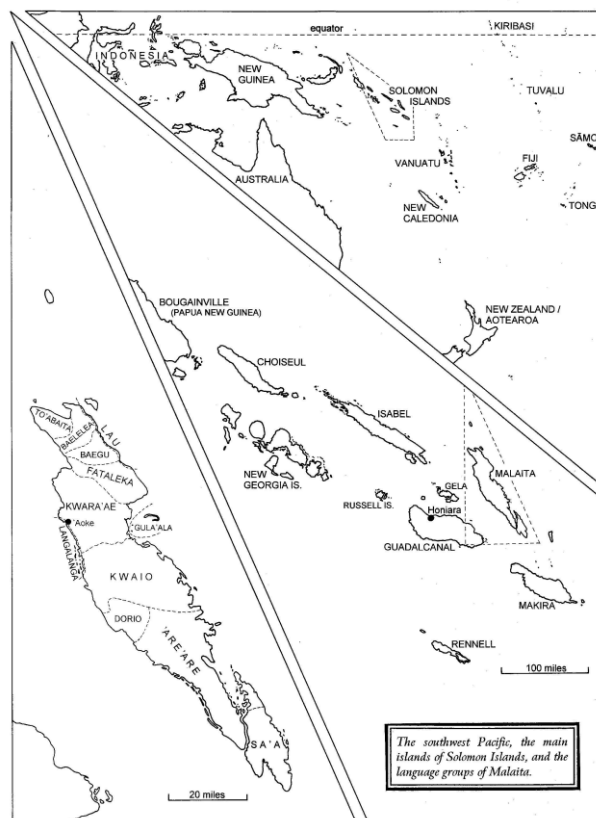 equator
KIRIBASI
INDONESIA
NEW
GUINEA
SOLOMON
ISLANDS
TUVALU
SĀMO
VANUATU
FIJI
AUSTRALIA
NEW
CALEDONIA
TONG
NEW ZEALAND /
AOTEAROA
BOUGAINVILLE
(PAPUA NEW GUINEA)
CHOISEUL
ISABEL
NEW
GEORGIA IS.
MALAITA
GELA
RUSSELL IS.
Honiara
GUADALCANAL
MAKIRA
RENNELL
100 miles
TO'ABAITA
LAU
BAELELEA
BAEGU
FATALEKA
KWARA'AE
'Aoke
GULA'ALA
LANGALANGA
KWAIO
DORIO
'ARE'ARE
SA'A
20 miles
The southwest Pacific, the main
islands of Solomon Islands, and the
language groups of Malaita.